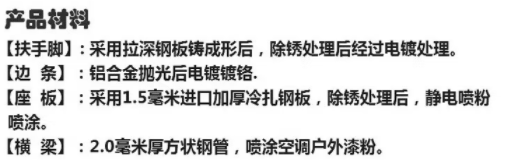 产品材料
【扶手脚】：采用拉深钢板铸成形后，除锈处理后经过电镀处理。
【边 条】：铝合金抛光后电镀镀铬.
【座 板】：采用1.5毫米进口加厚冷扎钢板，除锈处理后，静电喷粉
喷涂。
【横 梁】：2.0毫米厚方状钢管，喷涂空调户外漆粉。